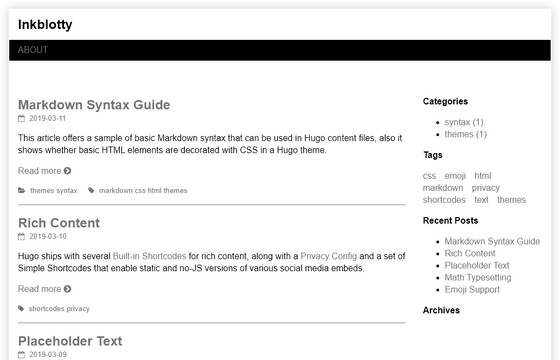 Inkblotty
ABOUT
Markdown Syntax Guide
2019-03-11
This article offers a sample of basic Markdown syntax that can be used in Hugo content files, also it
shows whether basic HTML elements are decorated with CSS in a Hugo theme.
Read more
themes syntax markdown css html themes
Rich Content
2019-03-10
Hugo ships with several Built-in Shortcodes for rich content, along with a Privacy Config and a set of
Simple Shortcodes that enable static and no-JS versions of various social media embeds.
Read more
shortcodes privacy
Placeholder Text
2019-03-09
Categories
syntax (1)
themes (1)
Tags
css emoji html
markdown privacy
shortcodes text themes
Recent Posts
Markdown Syntax Guide
Rich Content
Placeholder Text
Math Typesetting
Emoji Support
Archives